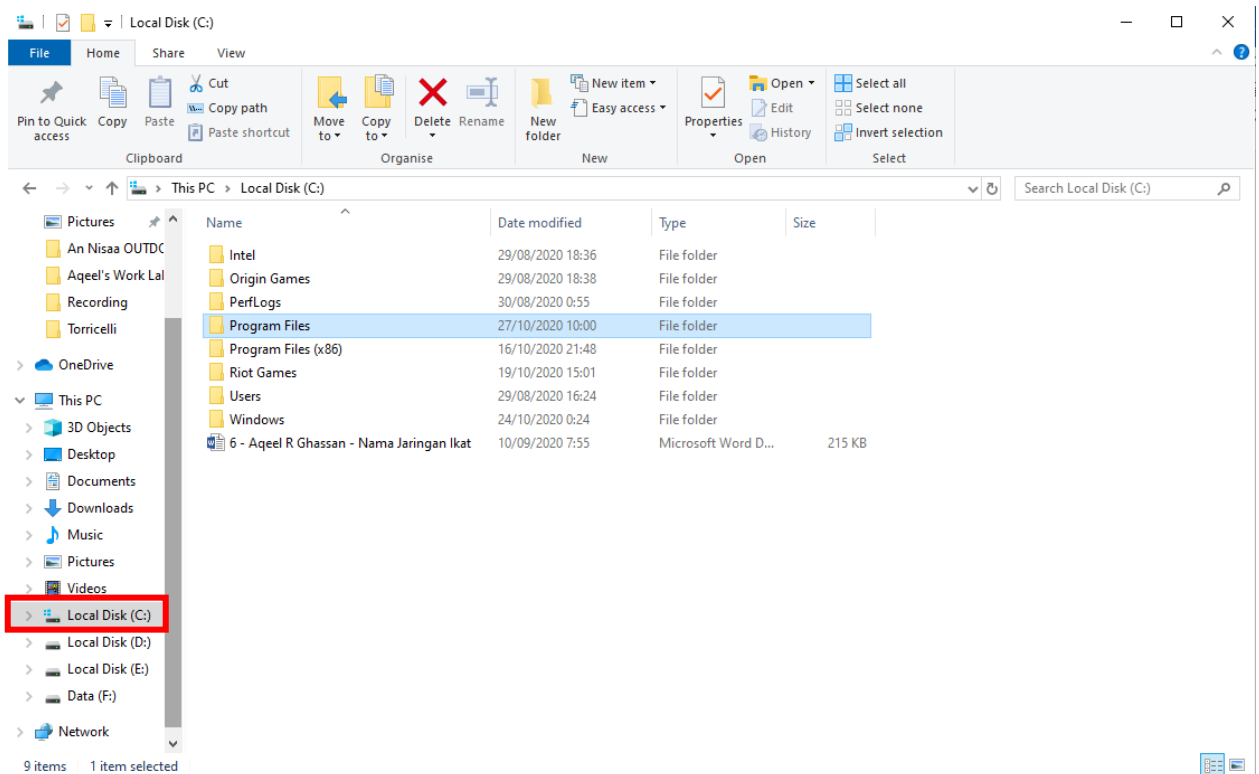 Local Disk (C:)
File Home Share View
Pin to Quick access
Copy
Paste
Cut
Copy path
Paste shortcut
Clipboard
Move to
Copy to
Delete
Rename
Organise
New folder
New item
Easy access
New
Properties
Open
Edit
History
Open
Select all
Select none
Invert selection
Select
This PC > Local Disk (C:)
Search Local Disk (C:)
Pictures
An Nisaa OUTDC
Aqeel's Work Lal
Recording
Torricelli
OneDrive
This PC
3D Objects
Desktop
Documents
Downloads
Music
Pictures
Videos
Local Disk (C:)
Local Disk (D:)
Local Disk (E:)
Data (F:)
Network
Name Date modified Type Size
Intel 29/08/2020 18:36 File folder
Origin Games 29/08/2020 18:38 File folder
PerfLogs 30/08/2020 0:55 File folder
Program Files 27/10/2020 10:00 File folder
Program Files (x86) 16/10/2020 21:48 File folder
Riot Games 19/10/2020 15:01 File folder
Users 29/08/2020 16:24 File folder
Windows 24/10/2020 0:24 File folder
6 - Aqeel R Ghassan - Nama Jaringan Ikat 10/09/2020 7:55 Microsoft Word D... 215 KB
9 items 1 item selected